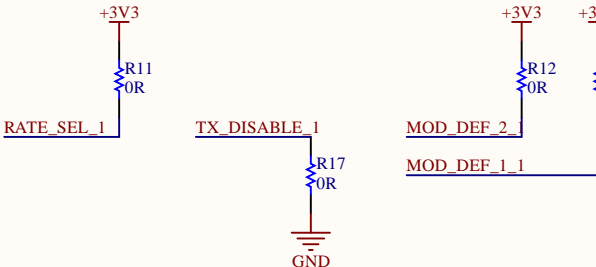 +3V3
+3V3
R11
0R
R12
0R
RATE_SEL_1
TX_DISABLE_1
MOD_DEF_2_1
R17
0R
MOD_DEF_1_1
GND